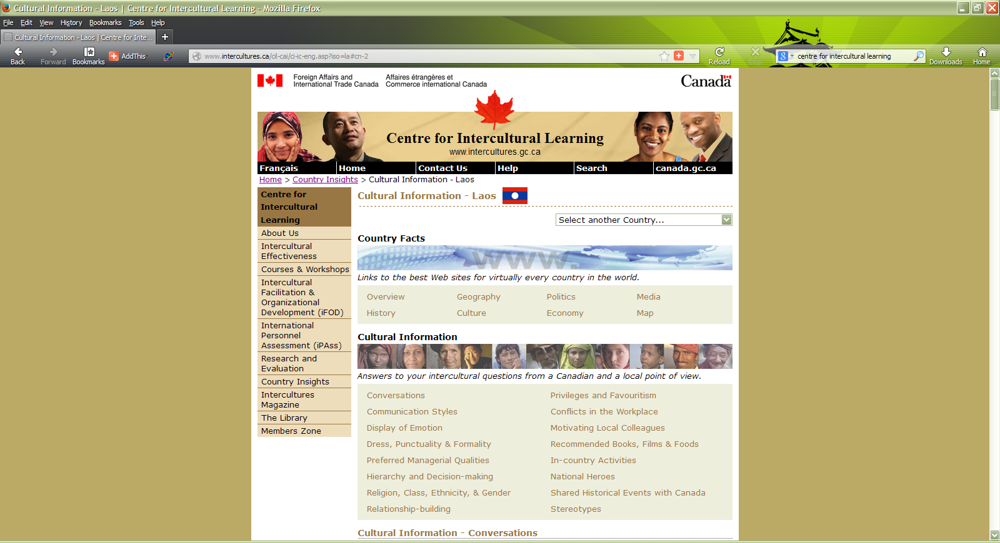 Cultural Information - Laos | Centre for Intercultural Learning - Mozilla Firefox
File Edit View History Bookmarks Tools Help
Cultural Information - Laos | Centre for Inte...
Back Forward Bookmarks AddThis www.intercultures.ca/cil-cai/ci-ic-eng.asp?iso=la#cn-2 Reload Stop centre for intercultural learning Downloads Home
Foreign Affairs and International Trade Canada
Affaires étrangères et Commerce international Canada
Canada
Centre for Intercultural Learning
www.intercultures.gc.ca
Français Home Contact Us Help Search canada.gc.ca
Home > Country Insights > Cultural Information - Laos
Centre for
Intercultural
Learning
About Us
Intercultural
Effectiveness
Courses & Workshops
Intercultural
Facilitation &
Organizational
Development (iFOD)
International
Personnel
Assessment (iPAss)
Research and
Evaluation
Country Insights
Intercultures
Magazine
The Library
Members Zone
Cultural Information - Laos
Select another Country...
Country Facts
www.
Links to the best Web sites for virtually every country in the world.
Overview Geography Politics Media
History Culture Economy Map
Cultural Information
Answers to your intercultural questions from a Canadian and a local point of view.
Conversations Privileges and Favouritism
Communication Styles Conflicts in the Workplace
Display of Emotion Motivating Local Colleagues
Dress, Punctuality & Formality Recommended Books, Films & Foods
Preferred Managerial Qualities In-country Activities
Hierarchy and Decision-making National Heroes
Religion, Class, Ethnicity, & Gender Shared Historical Events with Canada
Relationship-building Stereotypes
Cultural Information - Conversations